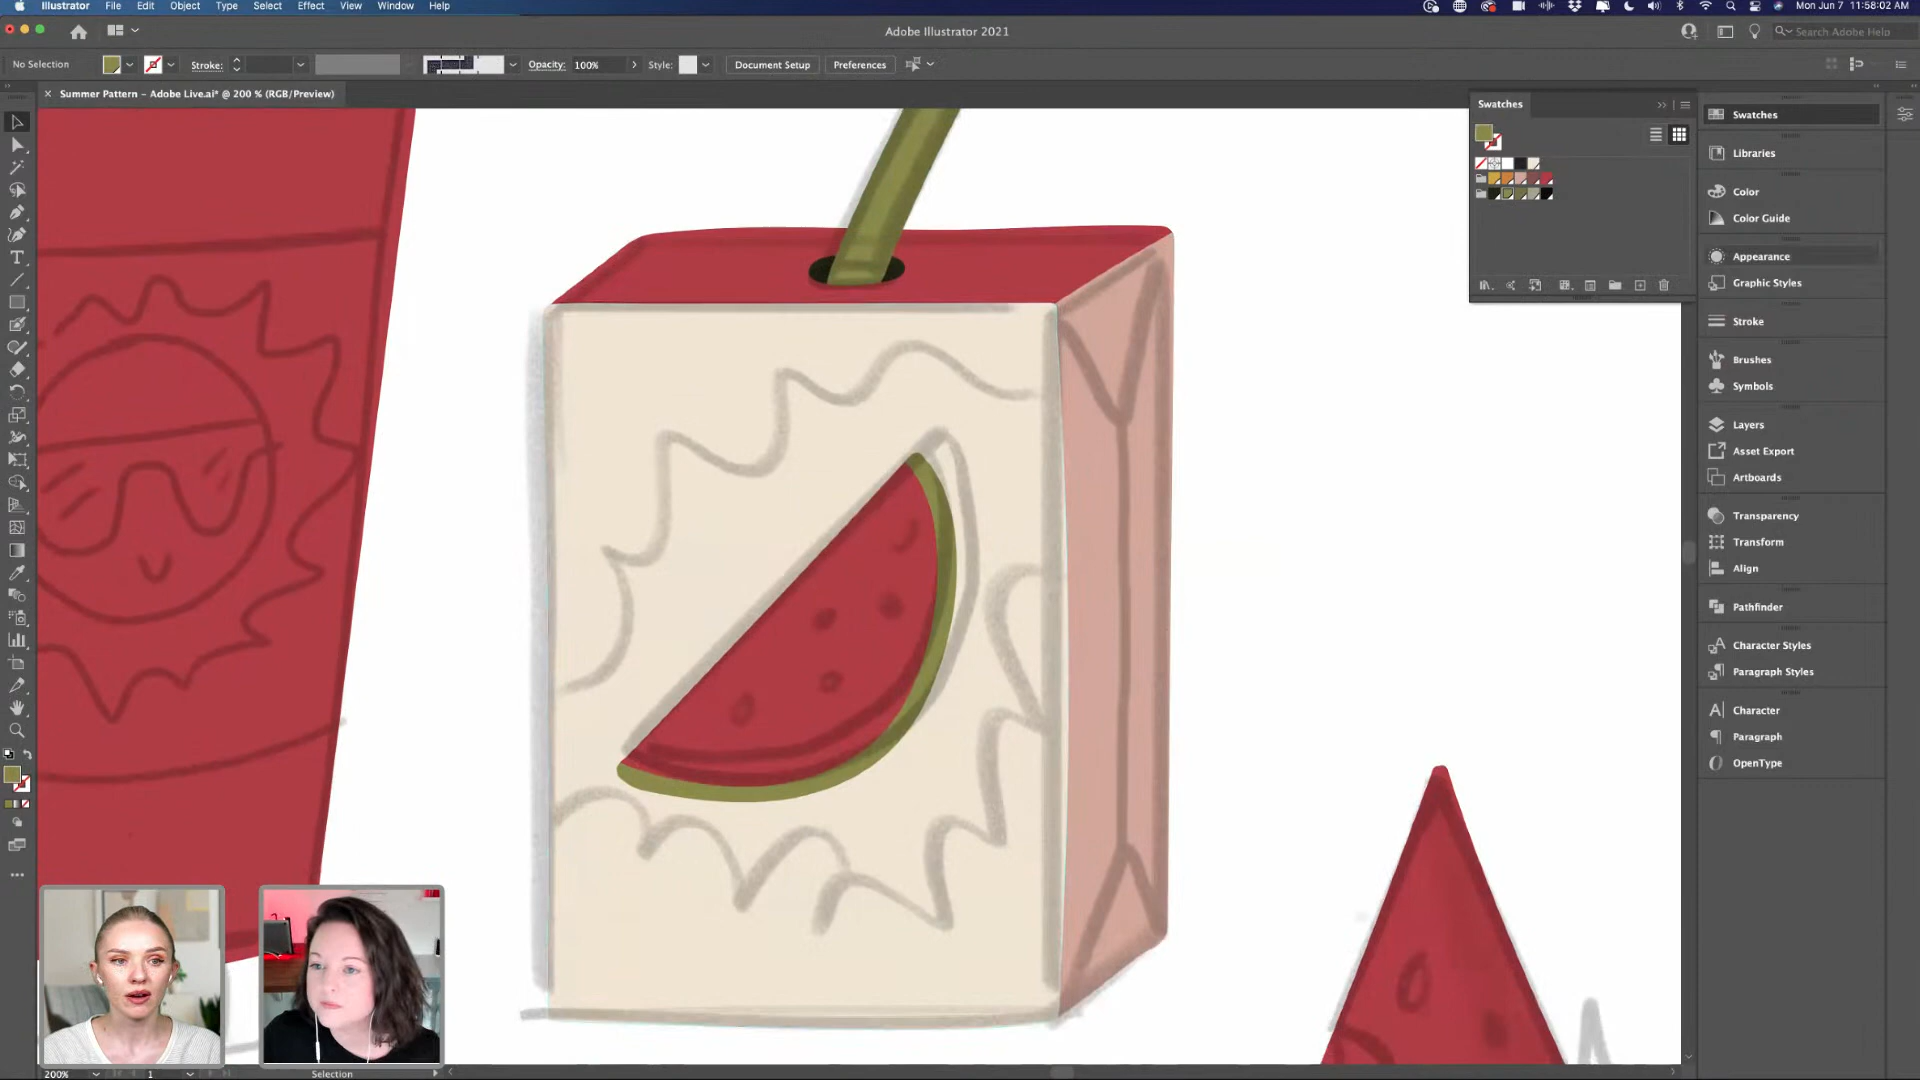 Illustrator File Edit Object Type Select Effect View Window Help
Mon Jun 7 11:58:02 AM
Adobe Illustrator 2021
Search Adobe Help
No Selection
Stroke:
Opacity: 100%
Style:
Document Setup
Preferences
Summer Pattern – Adobe Live.ai* @ 200 % (RGB/Preview)
Swatches
Swatches
Libraries
Color
Color Guide
Appearance
Graphic Styles
Stroke
Brushes
Symbols
Layers
Asset Export
Artboards
Transparency
Transform
Align
Pathfinder
Character Styles
Paragraph Styles
Character
Paragraph
OpenType
200%
1
Selection